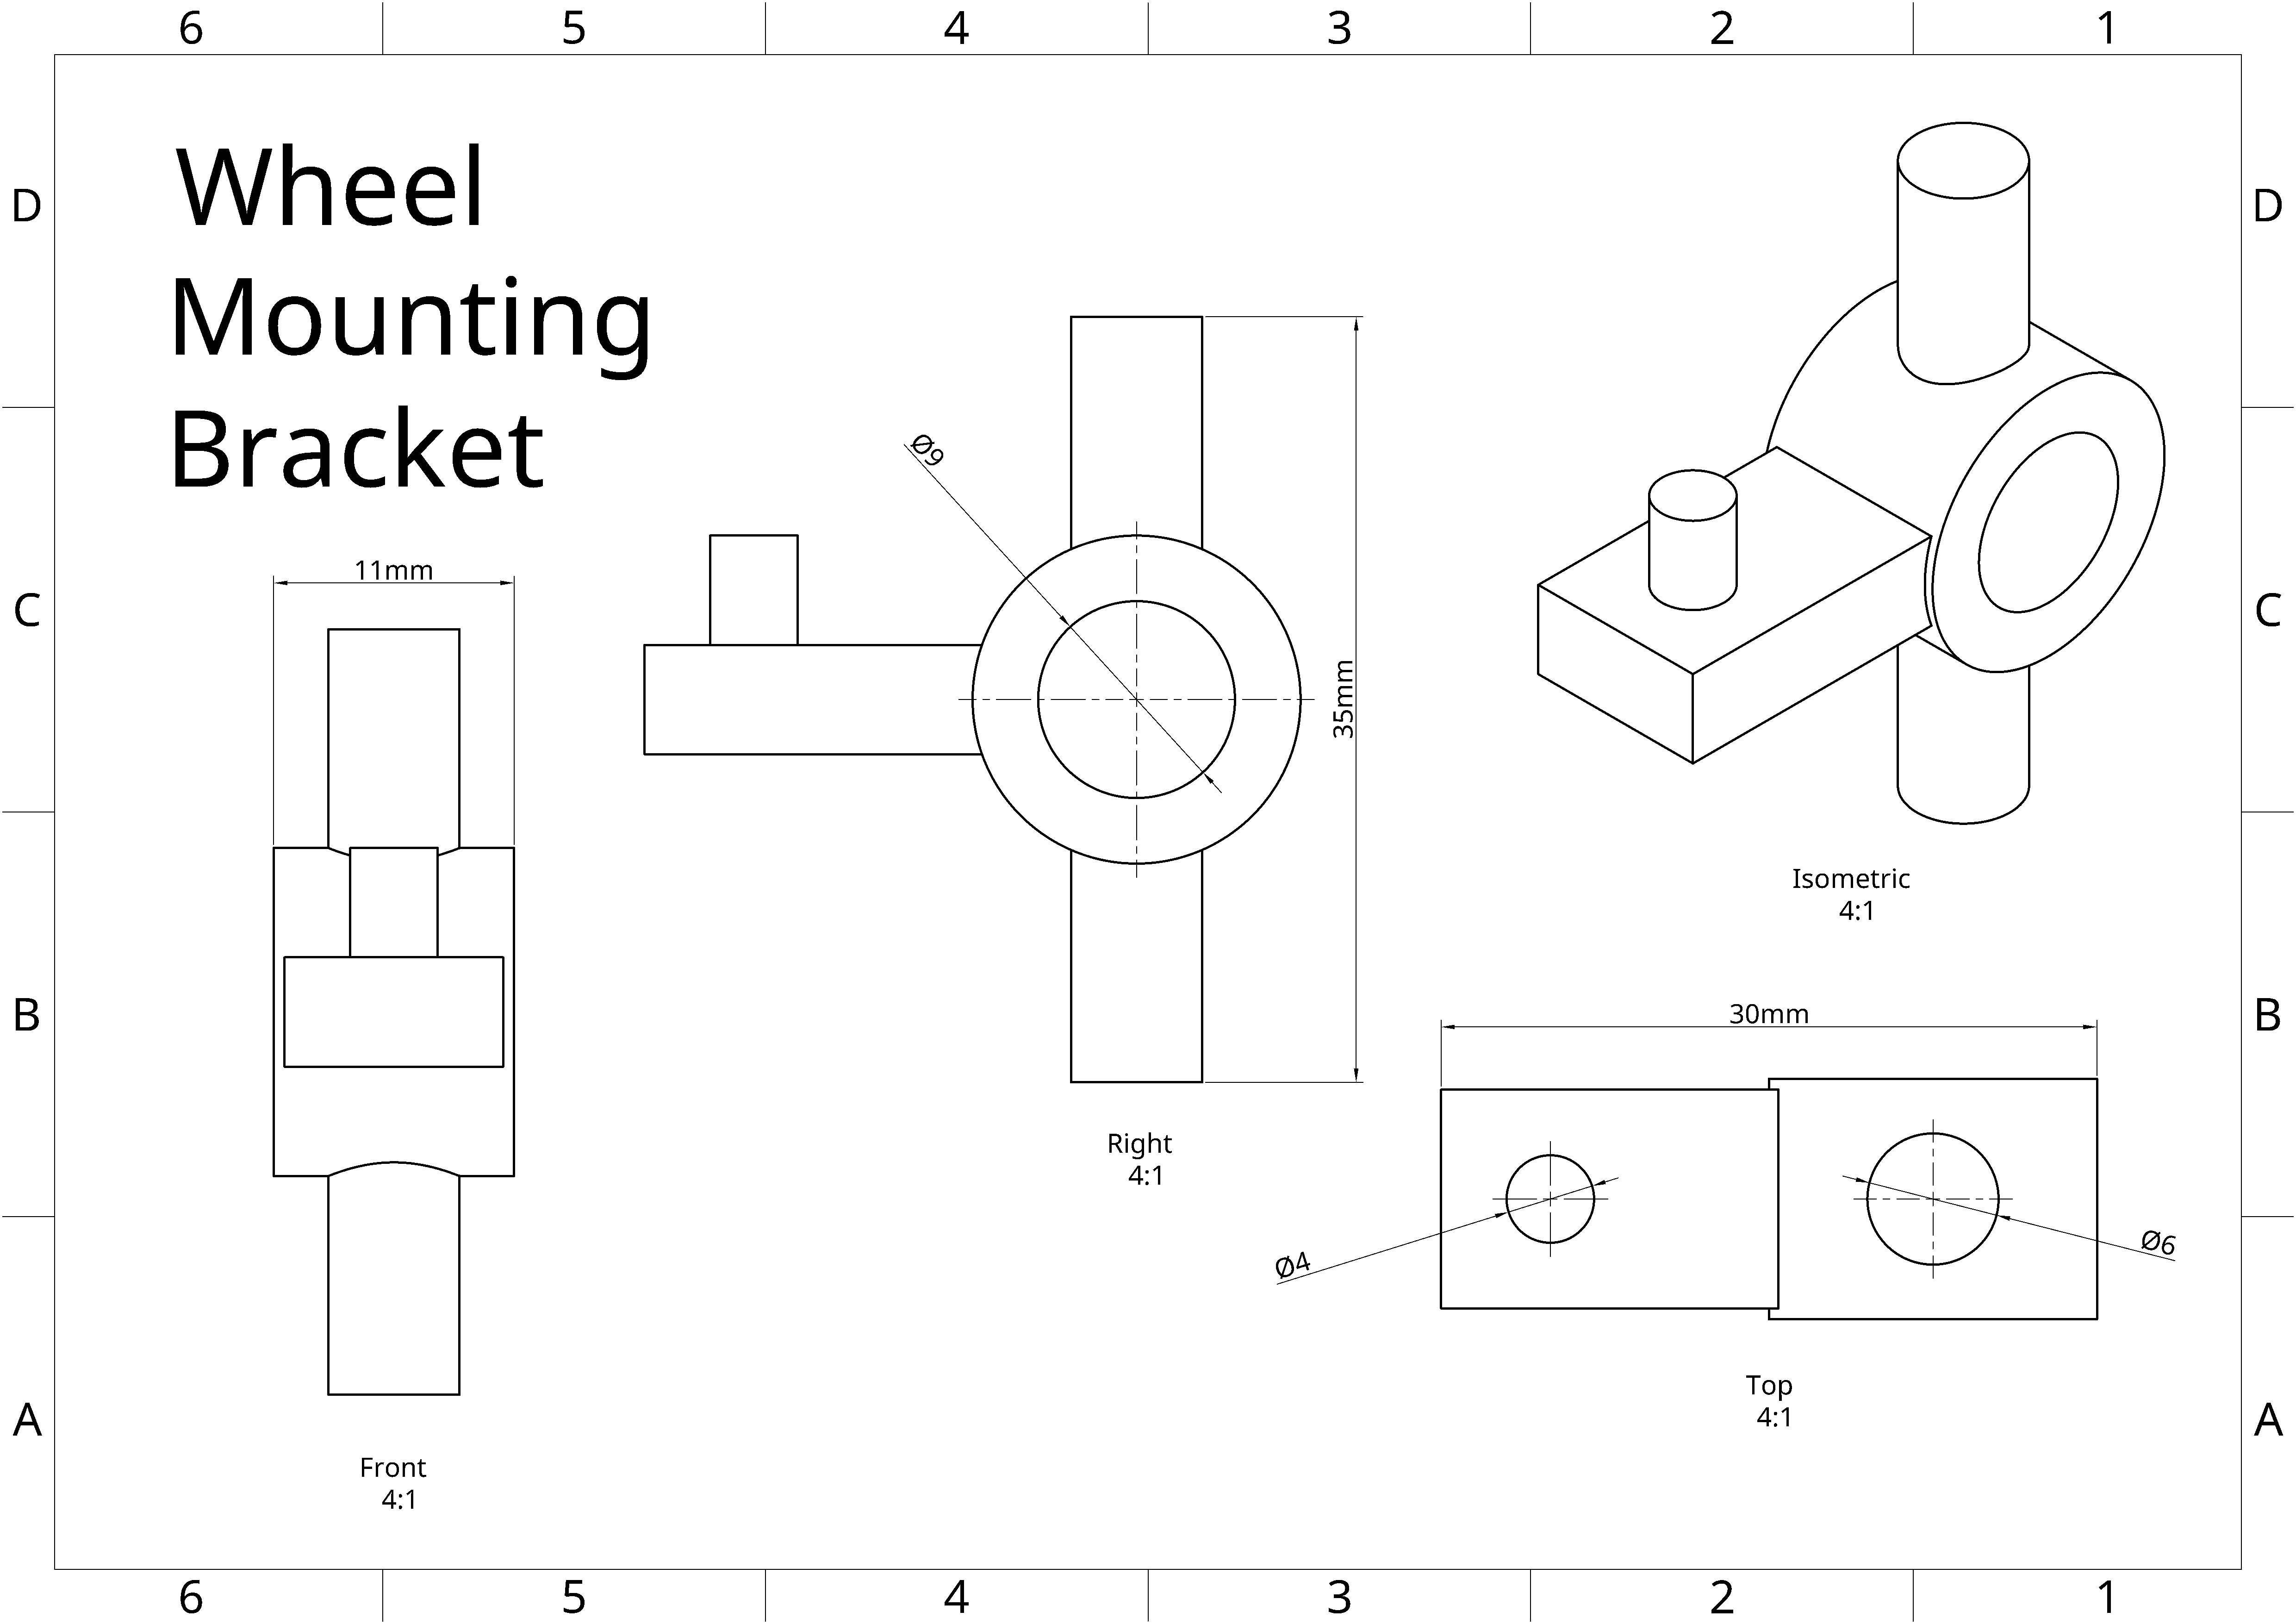 6 5 4 3 2 1
D D
Wheel
Mounting
Bracket
Ø9
11mm
C C
35mm
Isometric
4:1
B B
30mm
Right
4:1
Ø4
Ø6
Top
4:1
A A
Front
4:1
6 5 4 3 2 1